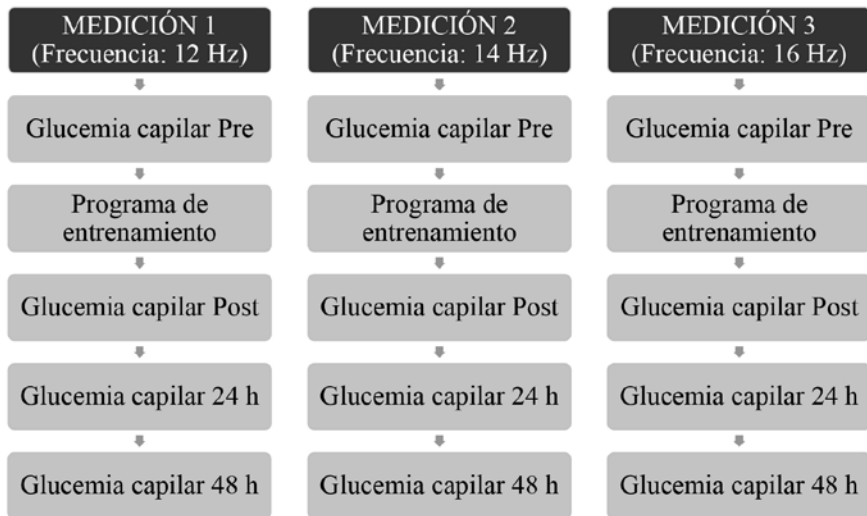 MEDICIÓN 1
(Frecuencia: 12 Hz)
Glucemia capilar Pre
Programa de
entrenamiento
Glucemia capilar Post
Glucemia capilar 24 h
Glucemia capilar 48 h
MEDICIÓN 2
(Frecuencia: 14 Hz)
Glucemia capilar Pre
Programa de
entrenamiento
Glucemia capilar Post
Glucemia capilar 24 h
Glucemia capilar 48 h
MEDICIÓN 3
(Frecuencia: 16 Hz)
Glucemia capilar Pre
Programa de
entrenamiento
Glucemia capilar Post
Glucemia capilar 24 h
Glucemia capilar 48 h